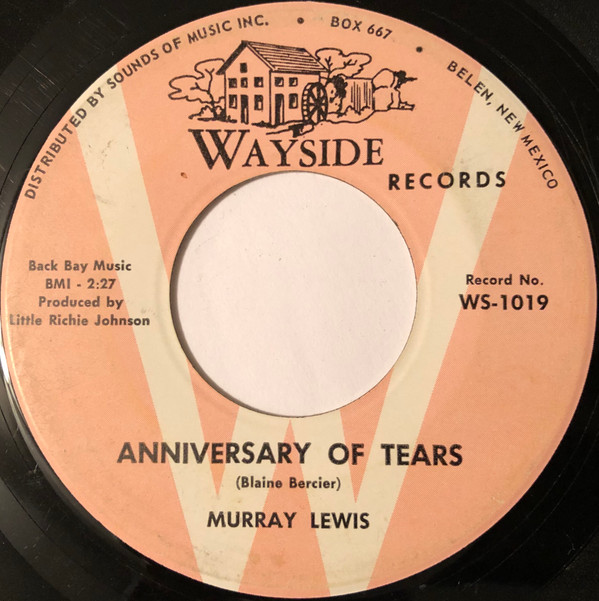 DISTRIBUTED BY SOUNDS OF MUSIC INC. • BOX 667 • BELEN, NEW MEXICO
WAYSIDE
RECORDS
Back Bay Music
BMI - 2:27
Produced by
Little Richie Johnson
Record No.
WS-1019
ANNIVERSARY OF TEARS
(Blaine Bercier)
MURRAY LEWIS